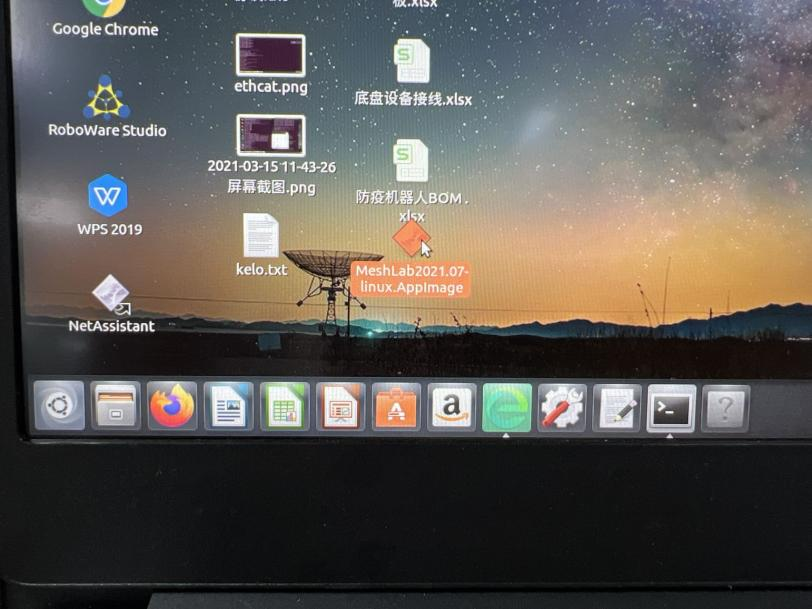 Google Chrome
RoboWare Studio
WPS 2019
NetAssistant
ethcat.png
2021-03-15 11-43-26
屏幕截图.png
kelo.txt
板.xlsx
底盘设备接线.xlsx
防疫机器人BOM.
xlsx
MeshLab2021.07-
linux.AppImage